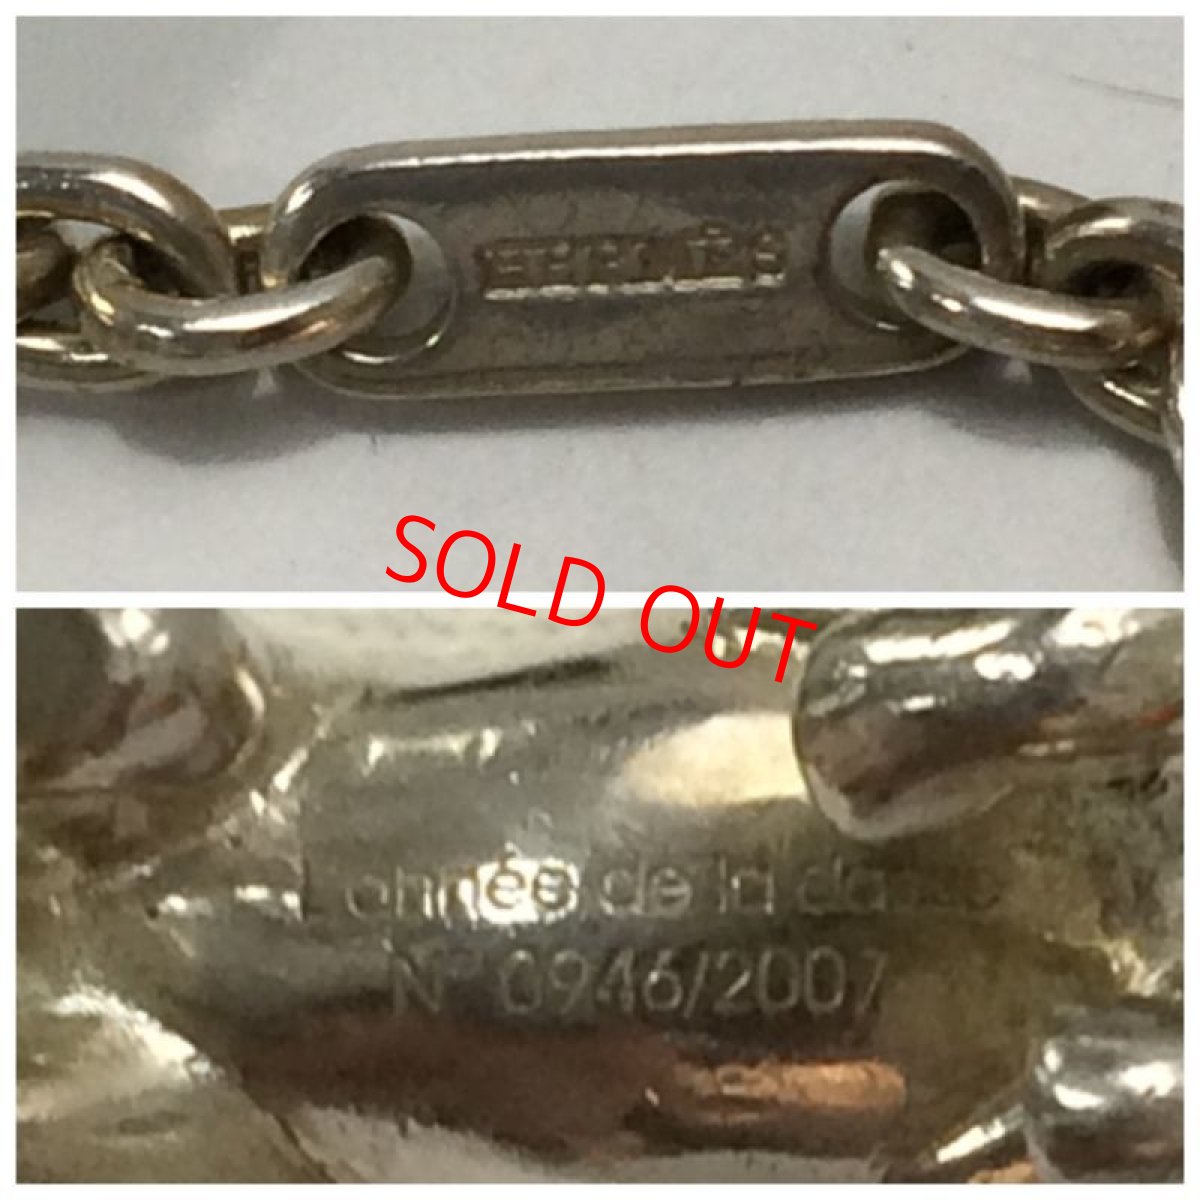 SOLD OUT
année de la danse
N° 0946/2007